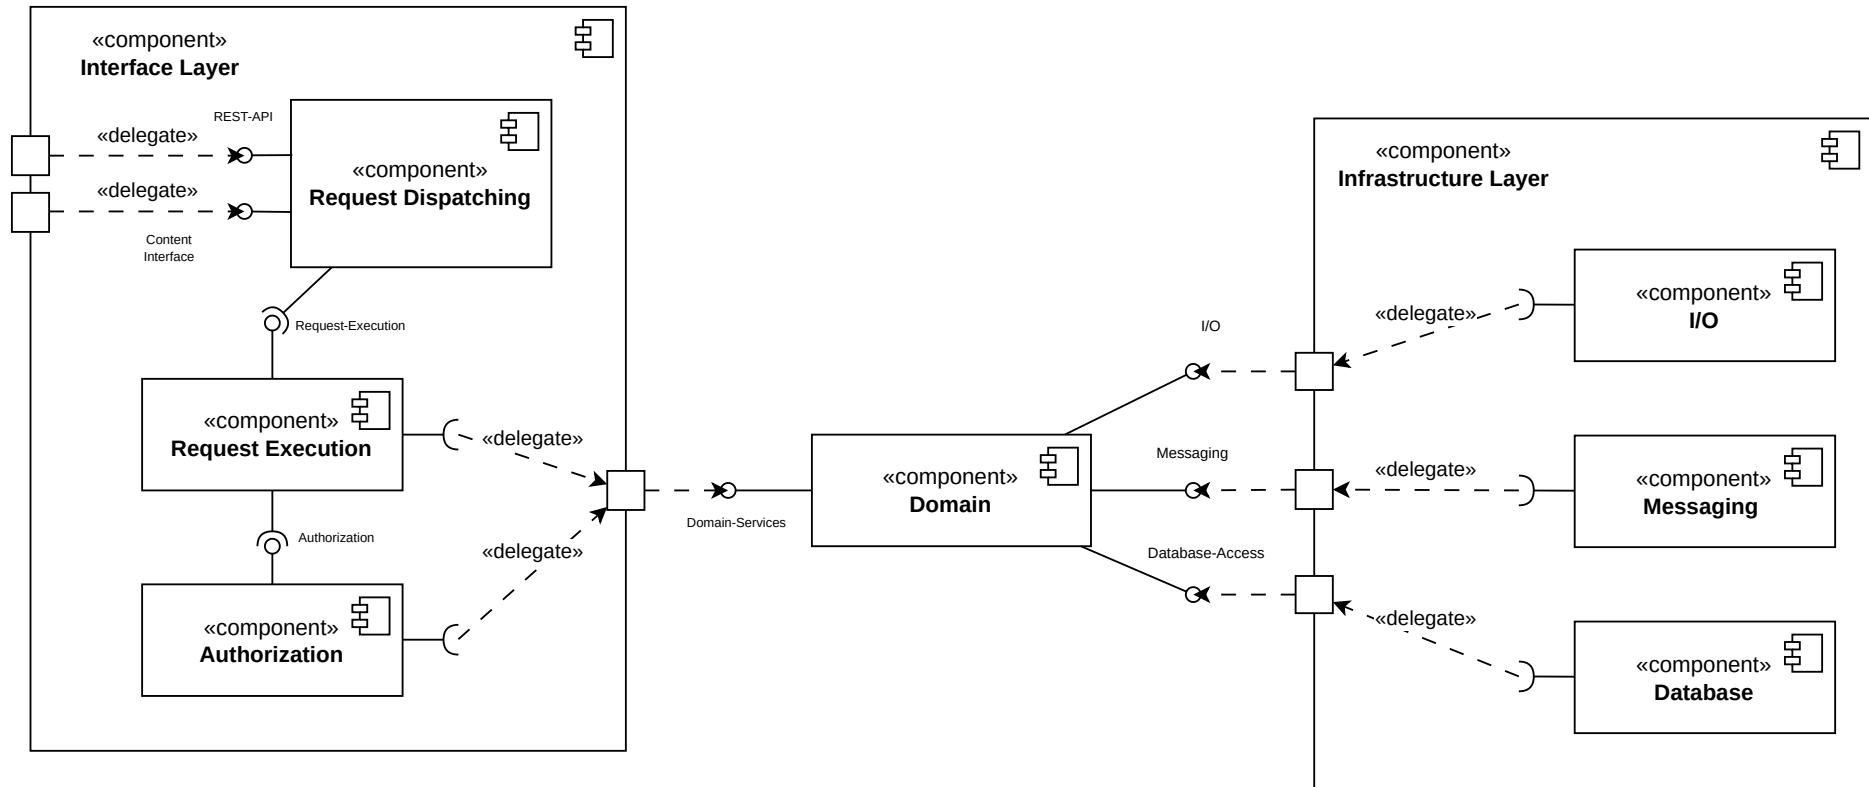 «component»
Interface Layer
REST-API
«delegate»
«delegate»
Content
Interface
«component»
Request Dispatching
Request-Execution
«component»
Request Execution
«delegate»
Authorization
«delegate»
«component»
Authorization
Domain-Services
«component»
Domain
I/O
Messaging
Database-Access
«component»
Infrastructure Layer
«delegate»
«component»
I/O
«delegate»
«component»
Messaging
«delegate»
«component»
Database